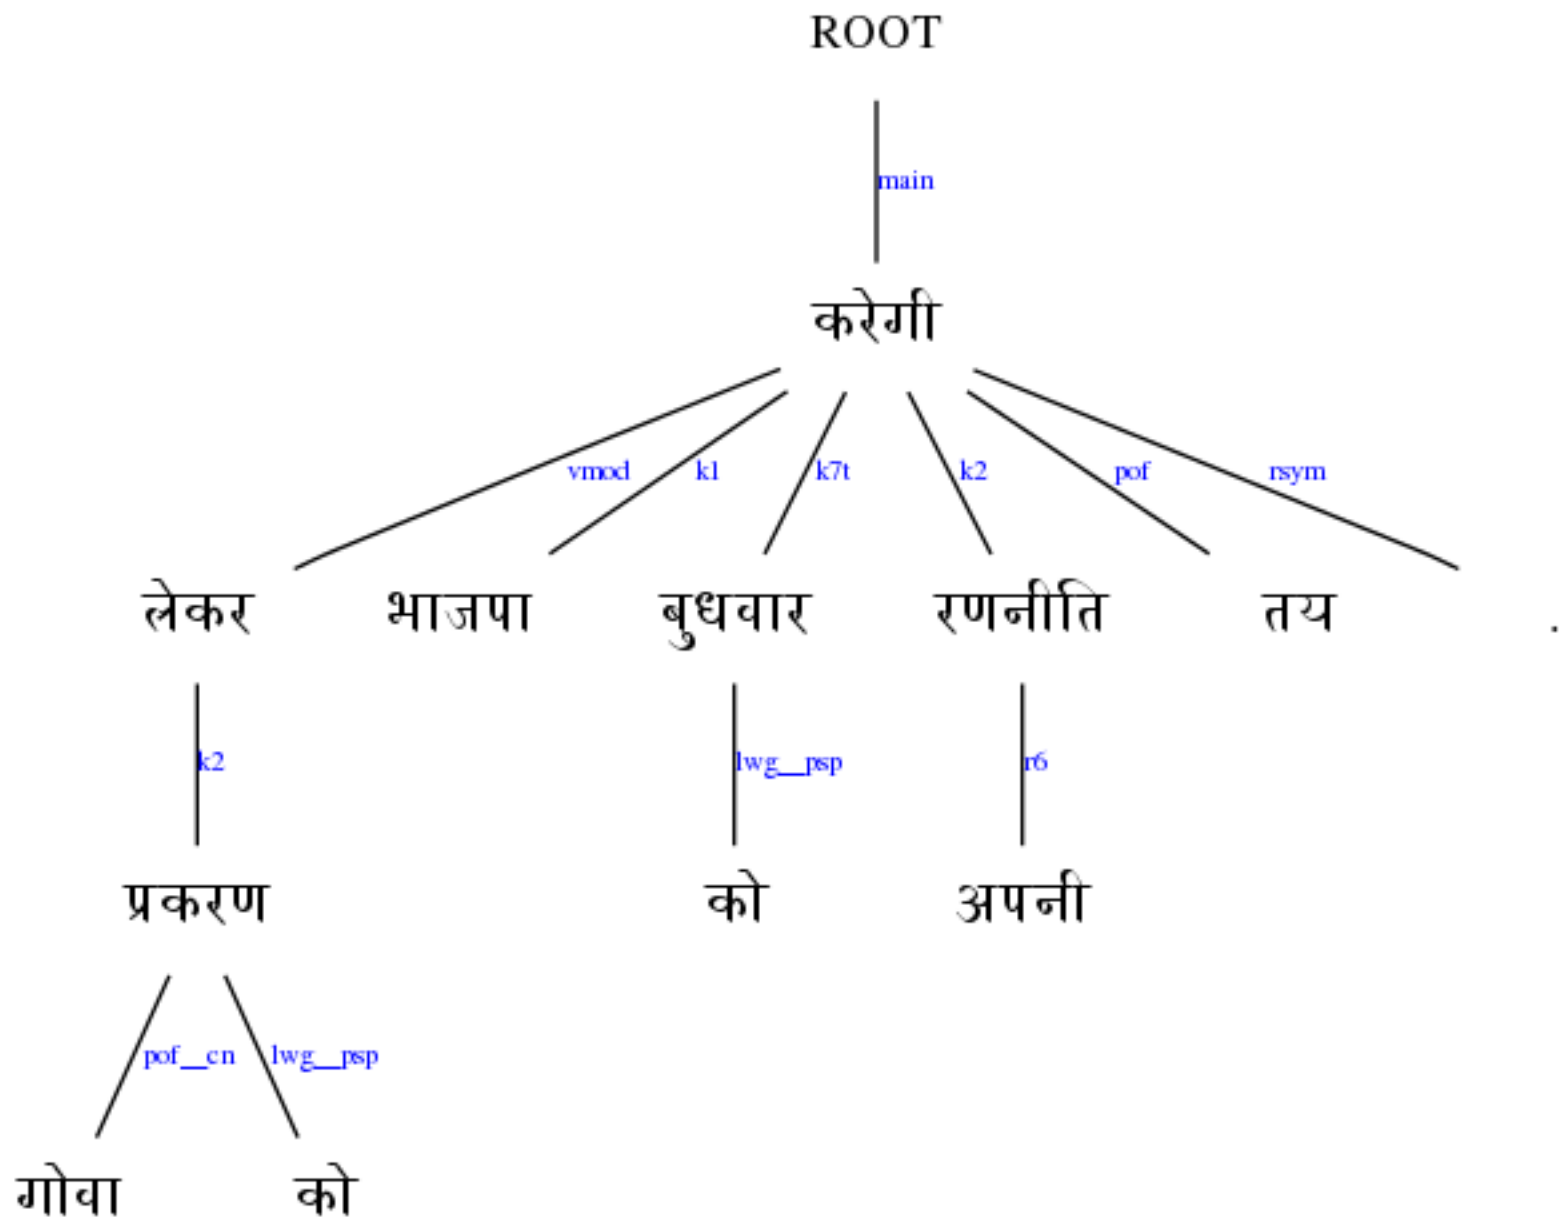 ROOT
main
करेगी
vmod k1 k7t k2 pof rsym
लेकर भाजपा बुधवार रणनीति तय .
k2 lwg__psp r6
प्रकरण को अपनी
pof__cn lwg__psp
गोवा को